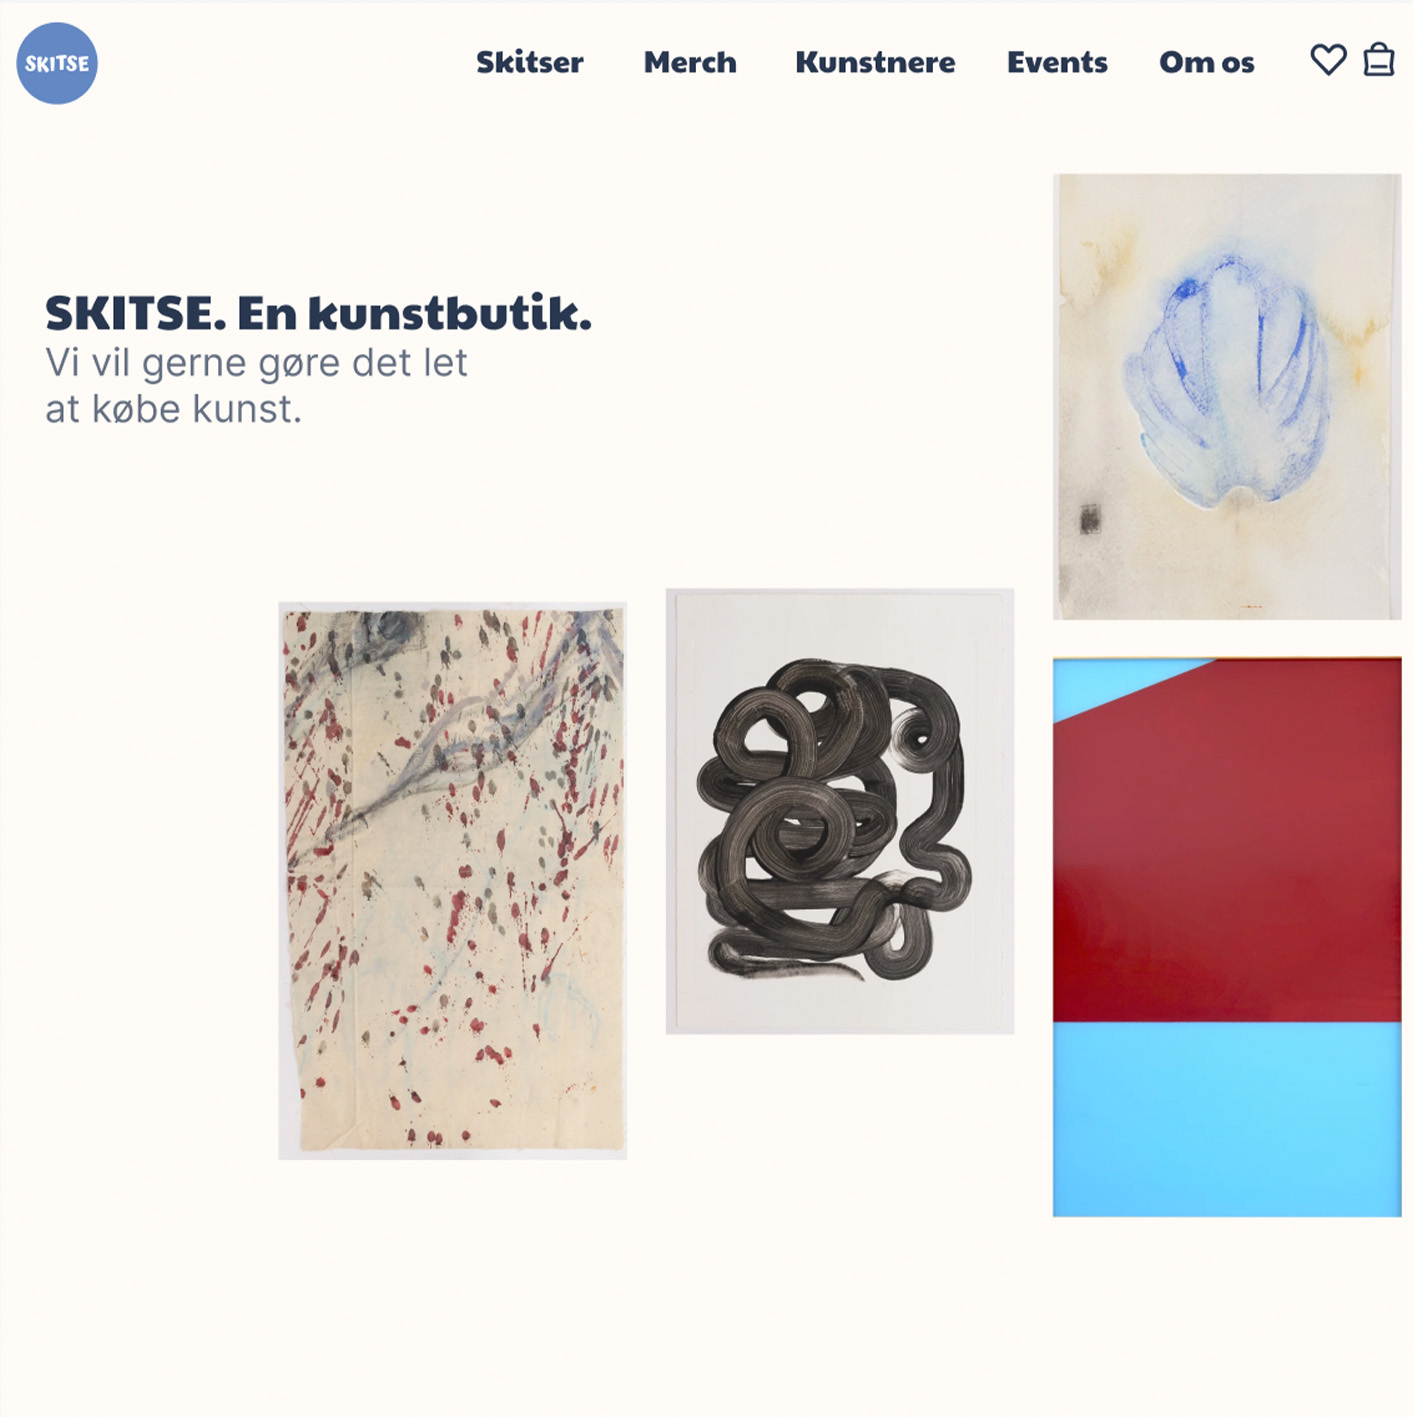 SKITSE
Skitser Merch Kunstnere Events Om os
SKITSE. En kunstbutik.
Vi vil gerne gøre det let
at købe kunst.